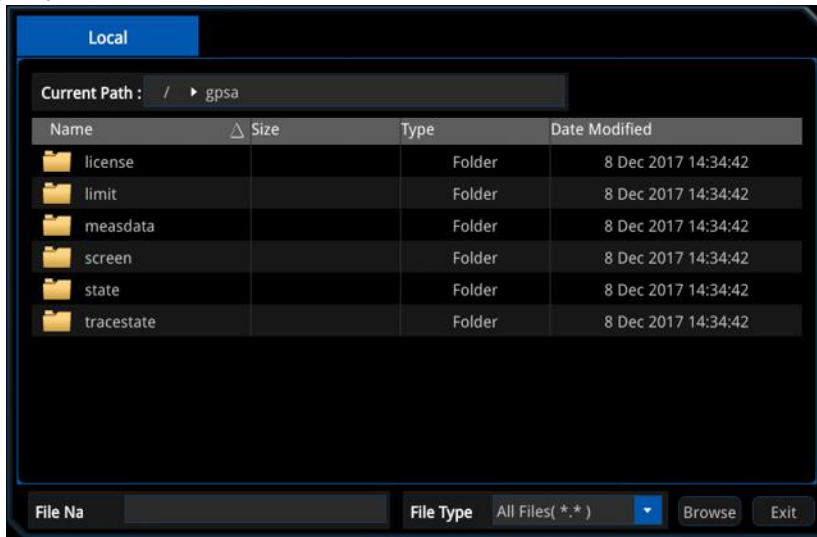 Local
Current Path : / gpsa
Name Size Type Date Modified
license Folder 8 Dec 2017 14:34:42
limit Folder 8 Dec 2017 14:34:42
measdata Folder 8 Dec 2017 14:34:42
screen Folder 8 Dec 2017 14:34:42
state Folder 8 Dec 2017 14:34:42
tracestate Folder 8 Dec 2017 14:34:42
File Na File Type All Files( *.* ) Browse Exit